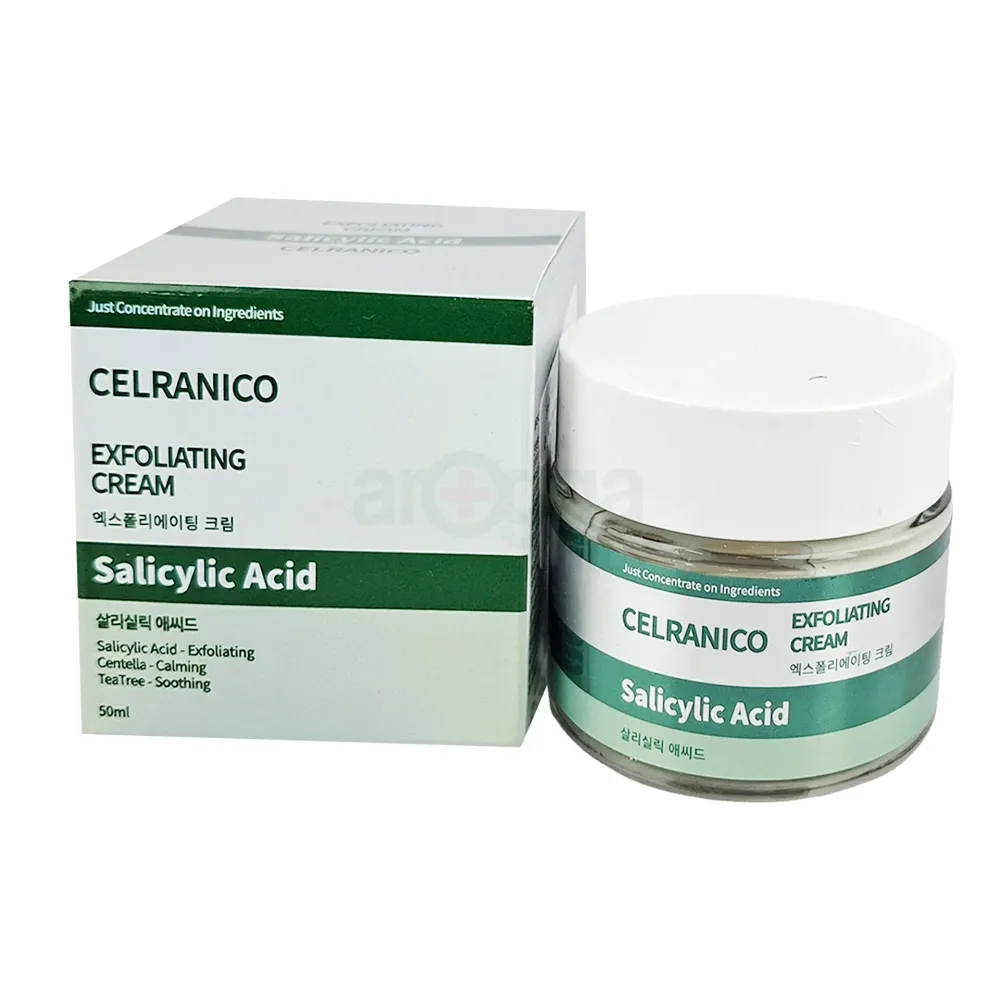 EXFOLIATING
CREAM
Salicylic Acid
CELRANICO
Just Concentrate on Ingredients
CELRANICO
EXFOLIATING
CREAM
엑스폴리에이팅 크림
Salicylic Acid
살리실릭 애씨드
Salicylic Acid - Exfoliating
Centella - Calming
TeaTree - Soothing
50ml
arogga
Just Concentrate on Ingredients
CELRANICO
EXFOLIATING
CREAM
엑스폴리에이팅 크림
Salicylic Acid
살리실릭 애씨드